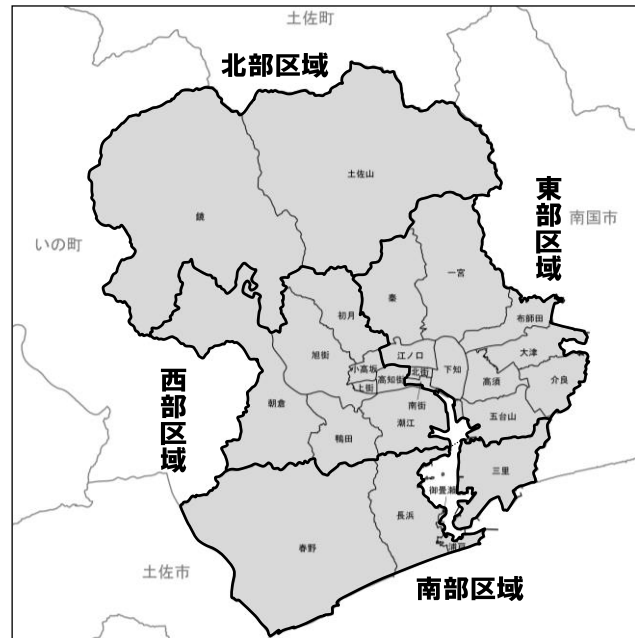 土佐町
北部区域
土佐山
鏡
東部区域
南国市
いの町
一宮
秦
布師田
初月
江ノ口
大津
旭街
小高坂
下知
北街
高知街
高須
介良
上街
朝倉
南街
五台山
西部区域
潮江
鴨田
三里
御畳瀬
長浜
春野
浦戸
土佐市
南部区域